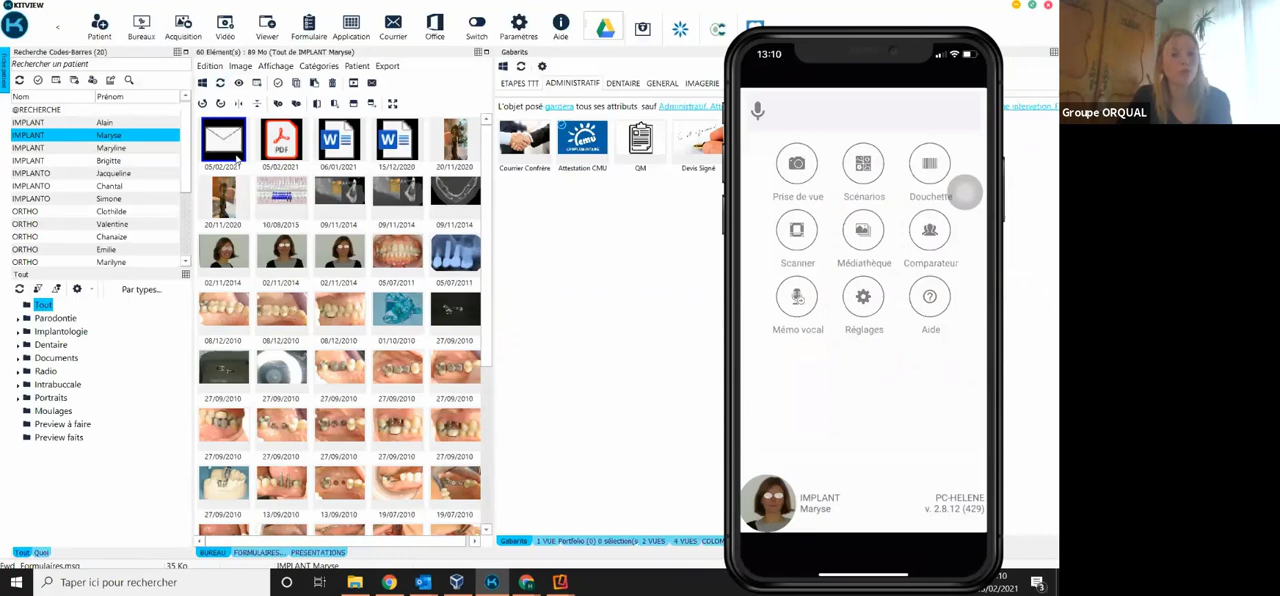 KITVIEW
Patient
Bureaux
Acquisition
Vidéo
Viewer
Formulaire
Application
Courrier
Office
Switch
Paramètres
Aide
Recherche Codes-Barres (20)
Rechercher un patient
Nom Prénom
@RECHERCHE
IMPLANT Alain
IMPLANT Maryse
IMPLANT Maryline
IMPLANT Brigitte
IMPLANTO Jacqueline
IMPLANTO Chantal
IMPLANTO Simone
ORTHO Clothilde
ORTHO Valentine
ORTHO Chanaize
ORTHO Emilie
ORTHO Marilyne
Tout
Par types...
Tout
Parodontie
Implantologie
Dentaire
Documents
Radio
Intrabuccale
Portraits
Moulages
Preview à faire
Preview faits
Tout Quoi
60 Elément(s) : 89 Mo (Tout de IMPLANT Maryse)
Edition Image Affichage Catégories Patient Export
PDF
05/02/2021 05/02/2021 06/01/2021 15/12/2020 20/11/2020
20/11/2020 10/08/2015 09/11/2014 09/11/2014 09/11/2014
02/11/2014 02/11/2014 02/11/2014 05/07/2011 05/07/2011
08/12/2010 08/12/2010 08/12/2010 01/10/2010 27/09/2010
27/09/2010 27/09/2010 27/09/2010 27/09/2010 27/09/2010
27/09/2010 27/09/2010 27/09/2010 27/09/2010 27/09/2010
27/09/2010 13/09/2010 13/09/2010 19/07/2010 19/07/2010
BUREAU FORMULAIRES... PRESENTATIONS
Fwd_Formulaires.msg 35 Ko IMPLANT Maryse
Gabarits
ETAPES TTT ADMINISTRATIF DENTAIRE GENERAL IMAGERIE
L'objet posé gardera tous ses attributs sauf Administratif,
Courrier Confrère
Attestation CMU
QM
Devis Signé
Gabarits 1 VUE Portfolio (0) 0 sélection(s) 2 VUES 4 VUES
13:10
Prise de vue
Scénarios
Douchette
Scanner
Médiathèque
Comparateur
Mémo vocal
Réglages
Aide
IMPLANT
Maryse
PC-HELENE
v. 2.8.12 (429)
Groupe ORQUAL
Taper ici pour rechercher